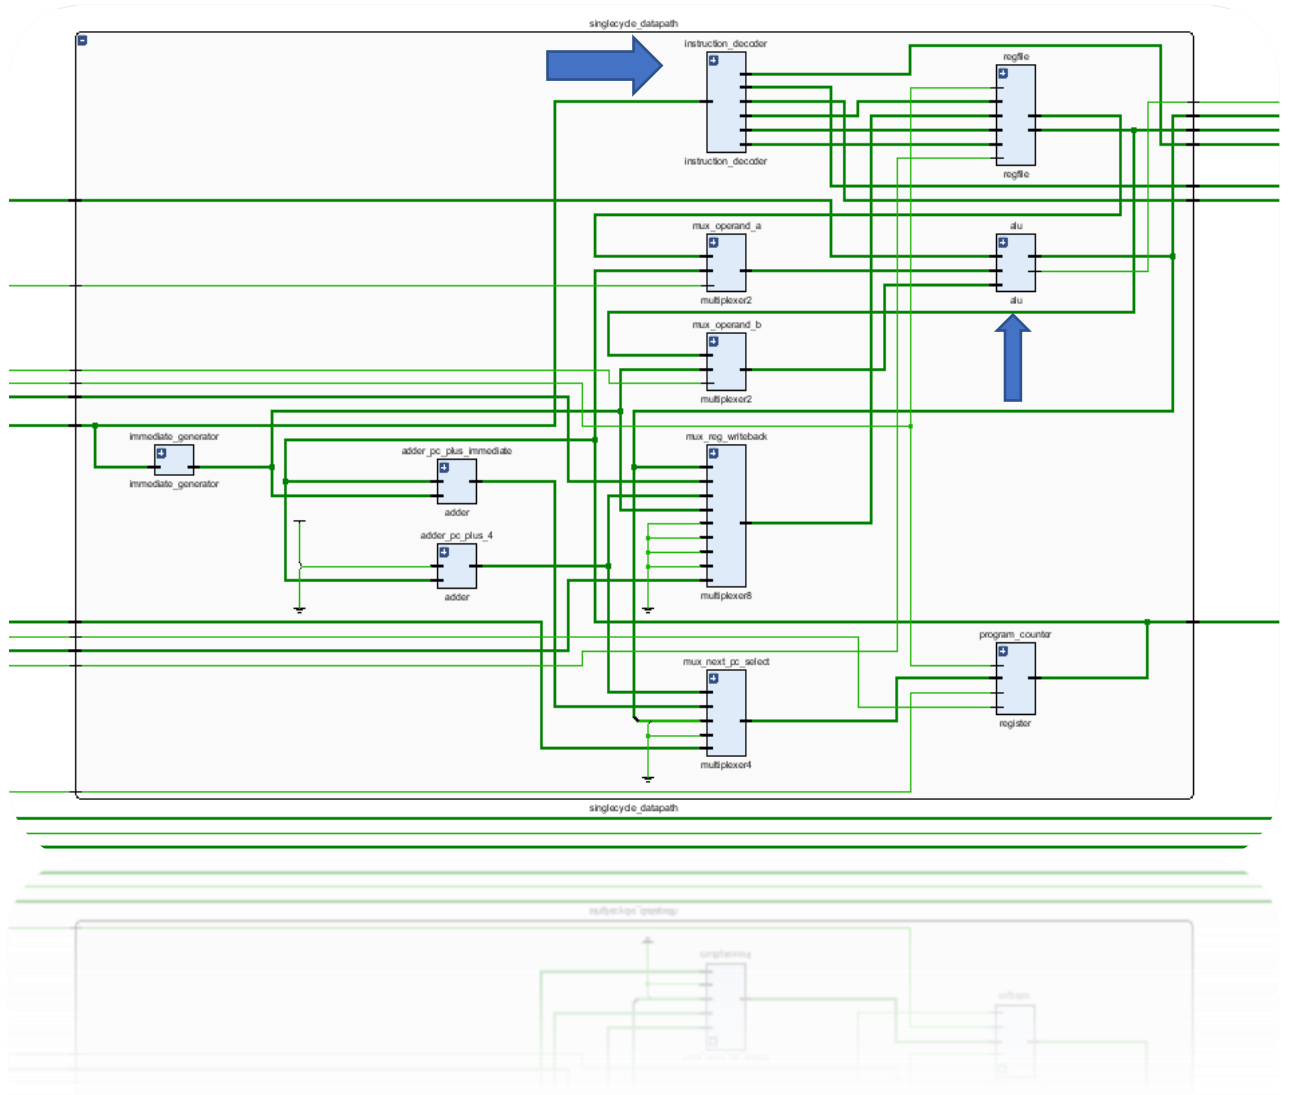 singlecycle_datapath
instruction_decoder
regfile
instruction_decoder
regfile
mux_operand_a
alu
multiplexer2
alu
mux_operand_b
multiplexer2
immediate_generator
mux_reg_writeback
adder_pc_plus_immediate
immediate_generator
adder
adder_pc_plus_4
adder
multiplexer8
program_counter
mux_next_pc_select
register
multiplexer4
singlecycle_datapath